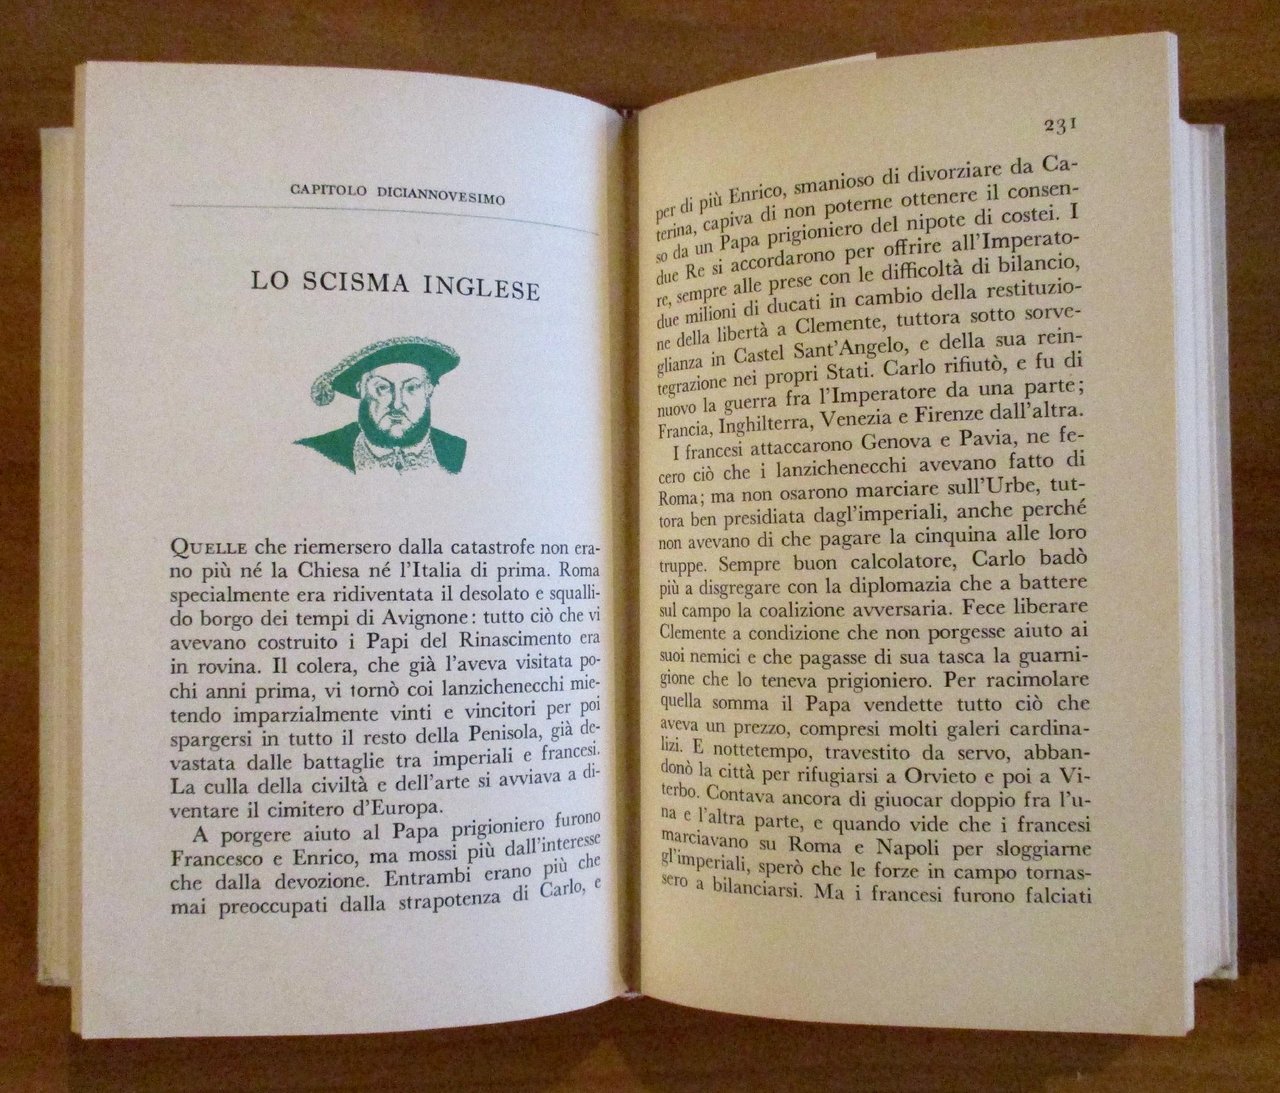 CAPITOLO DICIANNOVESIMO
LO SCISMA INGLESE
QUELLE che riemersero dalla catastrofe non era-
no più né la Chiesa né l'Italia di prima. Roma
specialmente era ridiventata il desolato e squalli-
do borgo dei tempi di Avignone: tutto ciò che vi
avevano costruito i Papi del Rinascimento era
in rovina. Il colera, che già l'aveva visitata po-
chi anni prima, vi tornò coi lanzichenecchi mie-
tendo imparzialmente vinti e vincitori per poi
spargersi in tutto il resto della Penisola, già de-
vastata dalle battaglie tra imperiali e francesi.
La culla della civiltà e dell'arte si avviava a di-
ventare il cimitero d'Europa.
A porgere aiuto al Papa prigioniero furono
Francesco e Enrico, ma mossi più dall'interesse
che dalla devozione. Entrambi erano più che
mai preoccupati dalla strapotenza di Carlo, e
231
per di più Enrico, smanioso di divorziare da Ca-
terina, capiva di non poterne ottenere il consen-
so da un Papa prigioniero del nipote di costei. I
due Re si accordarono per offrire all'Imperato-
re, sempre alle prese con le difficoltà di bilancio,
due milioni di ducati in cambio della restituzio-
ne della libertà a Clemente, tuttora sotto sorve-
glianza in Castel Sant'Angelo, e della sua rein-
tegrazione nei propri Stati. Carlo rifiutò, e fu di
nuovo la guerra fra l'Imperatore da una parte;
Francia, Inghilterra, Venezia e Firenze dall'altra.
I francesi attaccarono Genova e Pavia, ne fe-
cero ciò che i lanzichenecchi avevano fatto di
Roma; ma non osarono marciare sull'Urbe, tut-
tora ben presidiata dagl'imperiali, anche perché
non avevano di che pagare la cinquina alle loro
truppe. Sempre buon calcolatore, Carlo badò
più a disgregare con la diplomazia che a battere
sul campo la coalizione avversaria. Fece liberare
Clemente a condizione che non porgesse aiuto ai
suoi nemici e che pagasse di sua tasca la guarni-
gione che lo teneva prigioniero. Per racimolare
quella somma il Papa vendette tutto ciò che
aveva un prezzo, compresi molti galeri cardina-
lizi. E nottetempo, travestito da servo, abban-
donò la città per rifugiarsi a Orvieto e poi a Vi-
terbo. Contava ancora di giuocar doppio fra l'u-
na e l'altra parte, e quando vide che i francesi
marciavano su Roma e Napoli per sloggiarne
gl'imperiali, sperò che le forze in campo tornas-
sero a bilanciarsi. Ma i francesi furono falciati